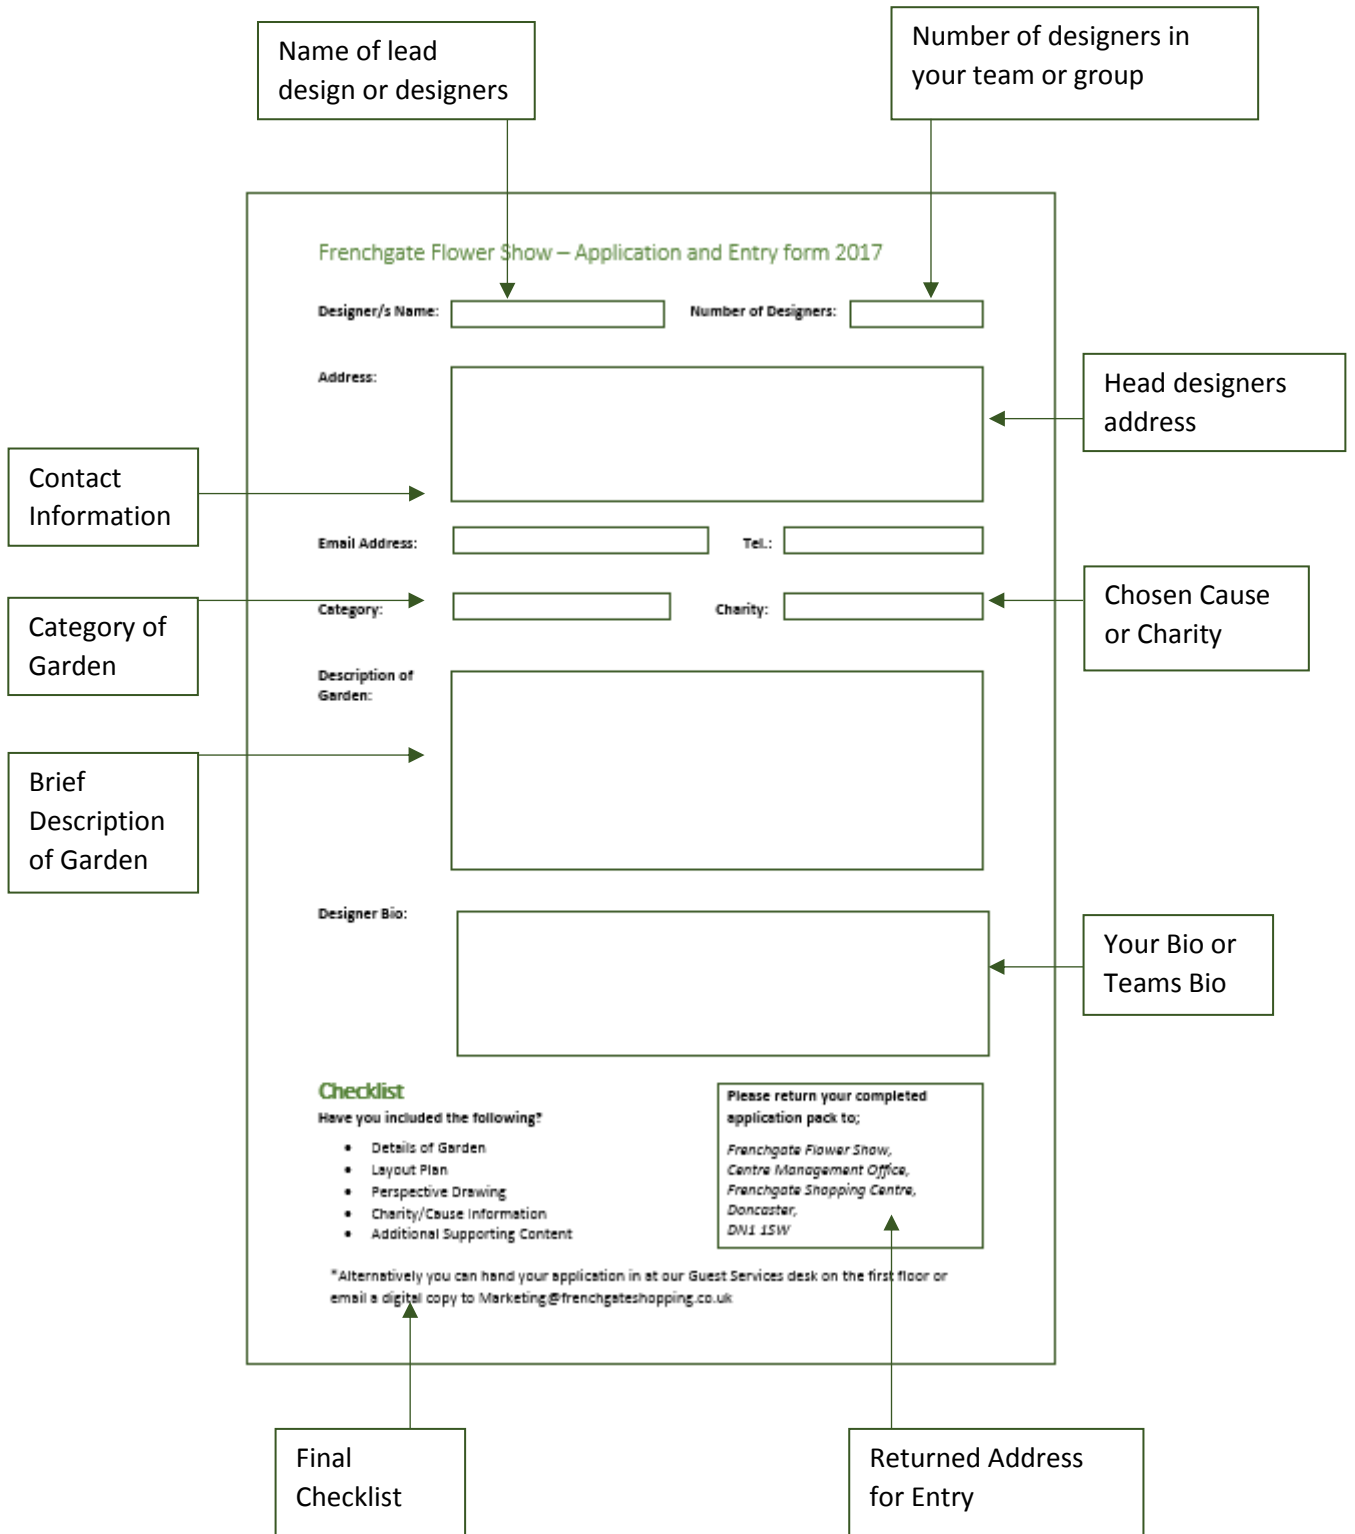 Name of lead
design or designers
Number of designers in
your team or group
Frenchgate Flower Show – Application and Entry form 2017
Designer/s Name:
Number of Designers:
Address:
Head designers
address
Contact
Information
Email Address:
Tel.:
Category of
Garden
Category:
Charity:
Chosen Cause
or Charity
Description of
Garden:
Brief
Description
of Garden
Designer Bio:
Your Bio or
Teams Bio
Checklist
Have you included the following?
• Details of Garden
• Layout Plan
• Perspective Drawing
• Charity/Cause Information
• Additional Supporting Content
Please return your completed
application pack to;
Frenchgate Flower Show,
Centre Management Office,
Frenchgate Shopping Centre,
Doncaster,
DN1 1SW
*Alternatively you can hand your application in at our Guest Services desk on the first floor or
email a digital copy to Marketing@frenchgateshopping.co.uk
Final
Checklist
Returned Address
for Entry